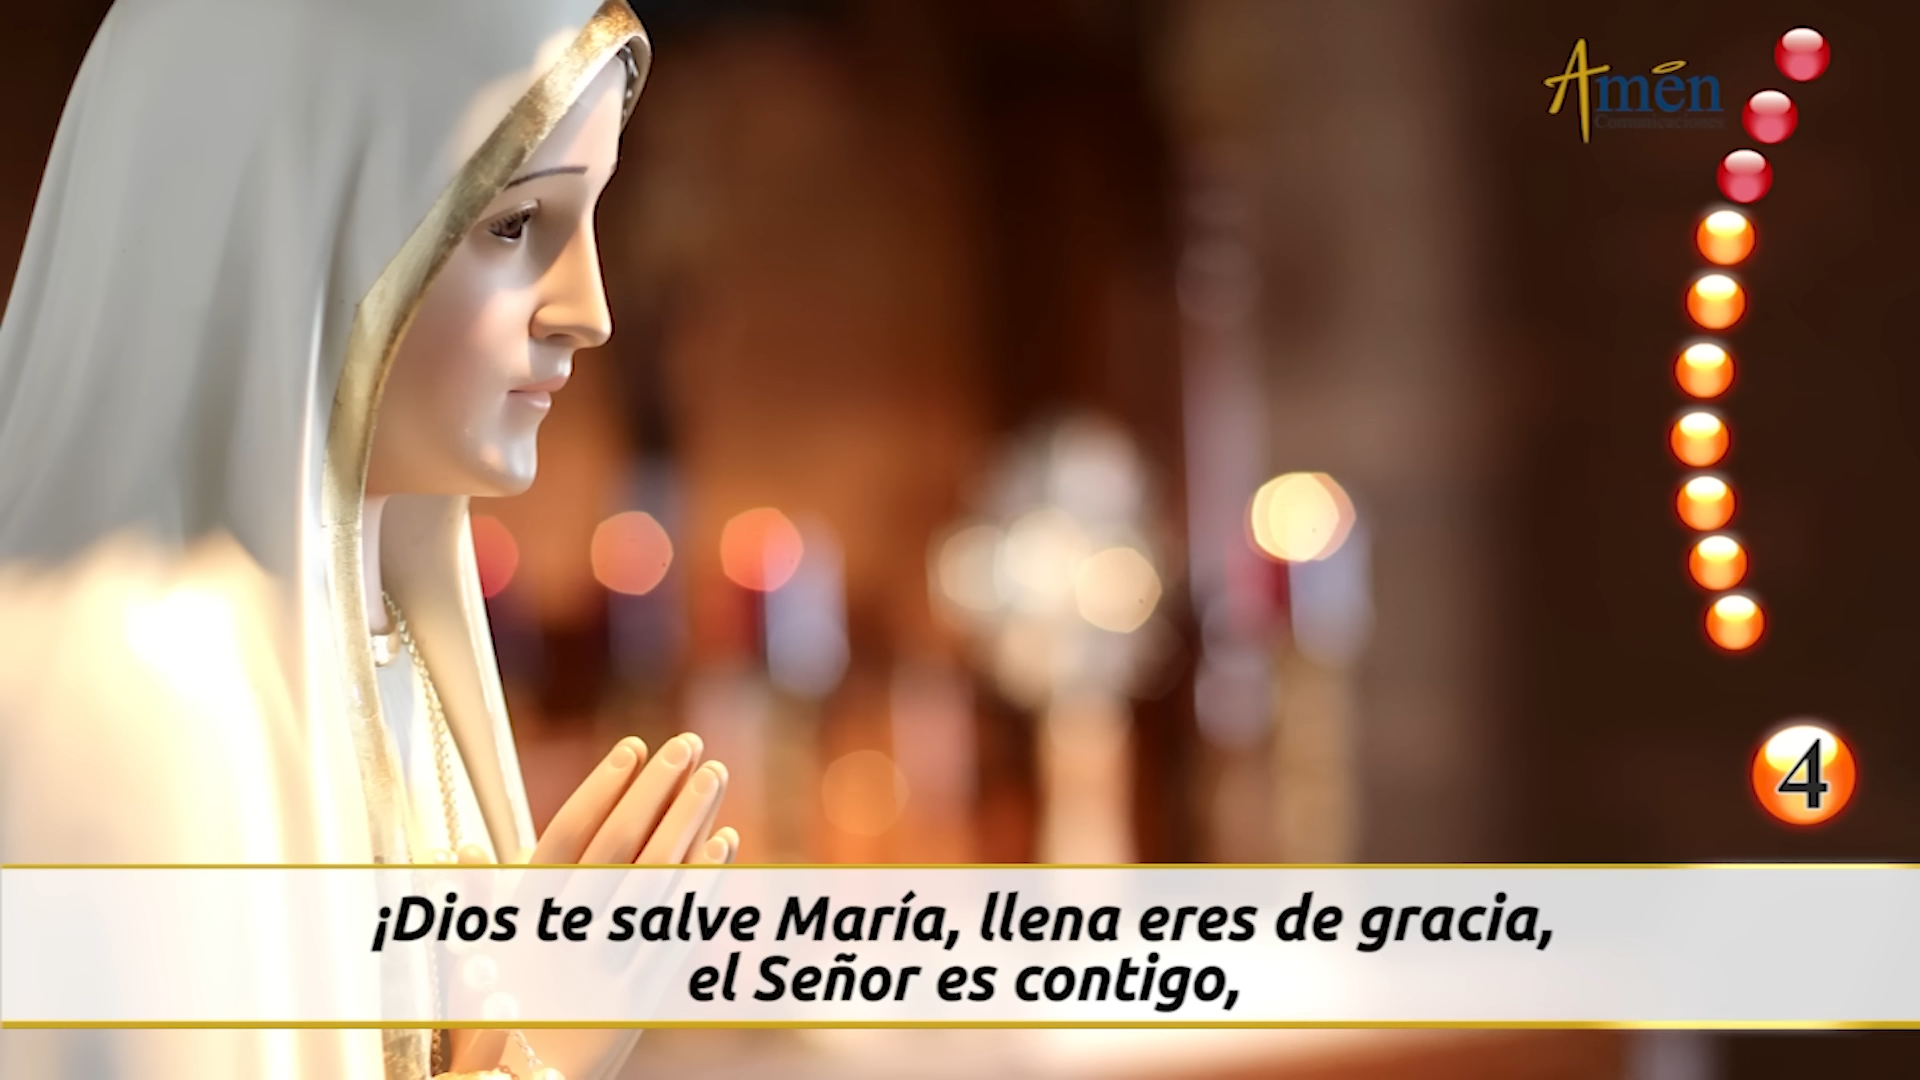 Amén
Comunicaciones
4
¡Dios te salve María, llena eres de gracia,
el Señor es contigo,